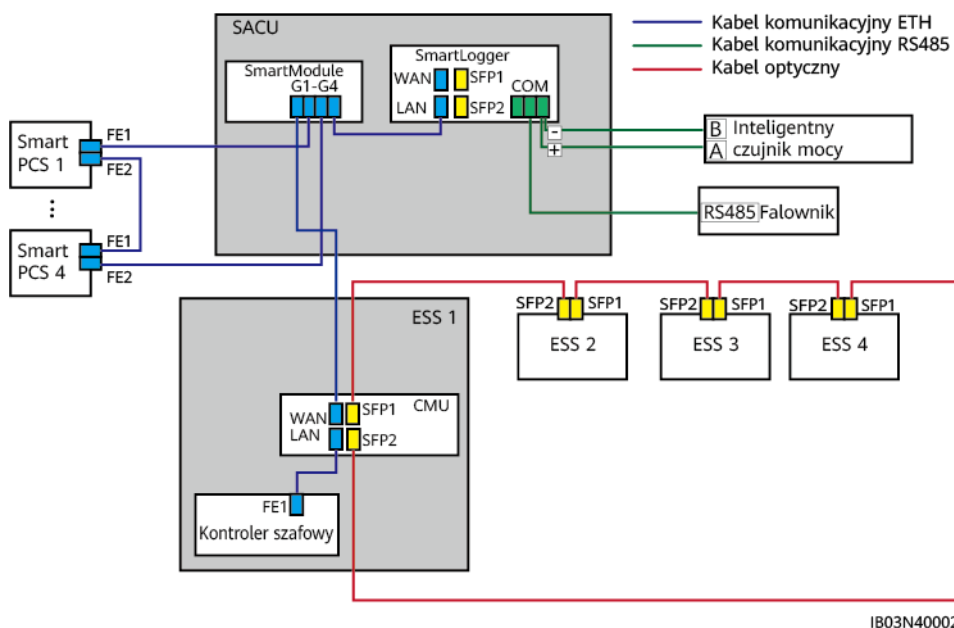 SACU
Kabel komunikacyjny ETH
Kabel komunikacyjny RS485
Kabel optyczny
SmartLogger
WAN SFP1 COM
LAN SFP2
SmartModule
G1-G4
Smart
PCS 1
FE1
FE2
...
Smart
PCS 4
FE1
FE2
-
+
B Inteligentny
A czujnik mocy
RS485 Falownik
ESS 1
SFP2 SFP1
ESS 2
SFP2 SFP1
ESS 3
SFP2 SFP1
ESS 4
CMU
WAN SFP1
LAN SFP2
FE1
Kontroler szafowy
IB03N40002